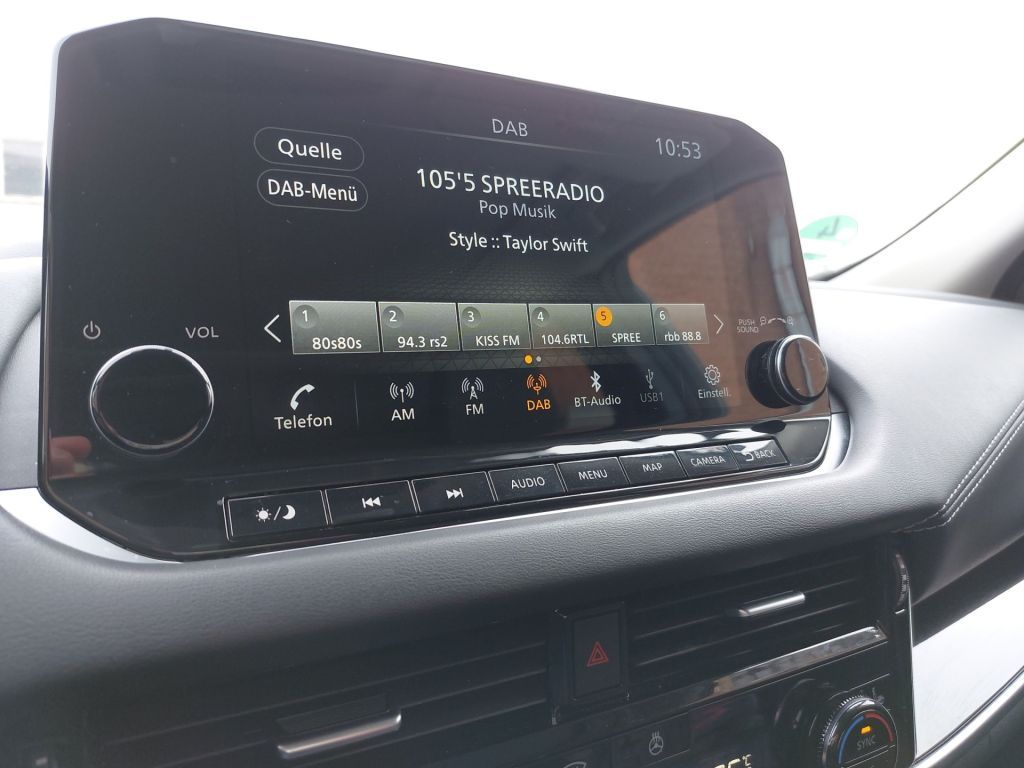 DAB
10:53
Quelle
DAB-Menü
105'5 SPREERADIO
Pop Musik
Style :: Taylor Swift
1 80s80s
2 94.3 rs2
3 KISS FM
4 104.6RTL
5 SPREE
6 rbb 88.8
VOL
PUSH SOUND
Telefon
AM
FM
DAB
BT-Audio
USB1
Einstell.
AUDIO
MENU
MAP
CAMERA
BACK
SYNC